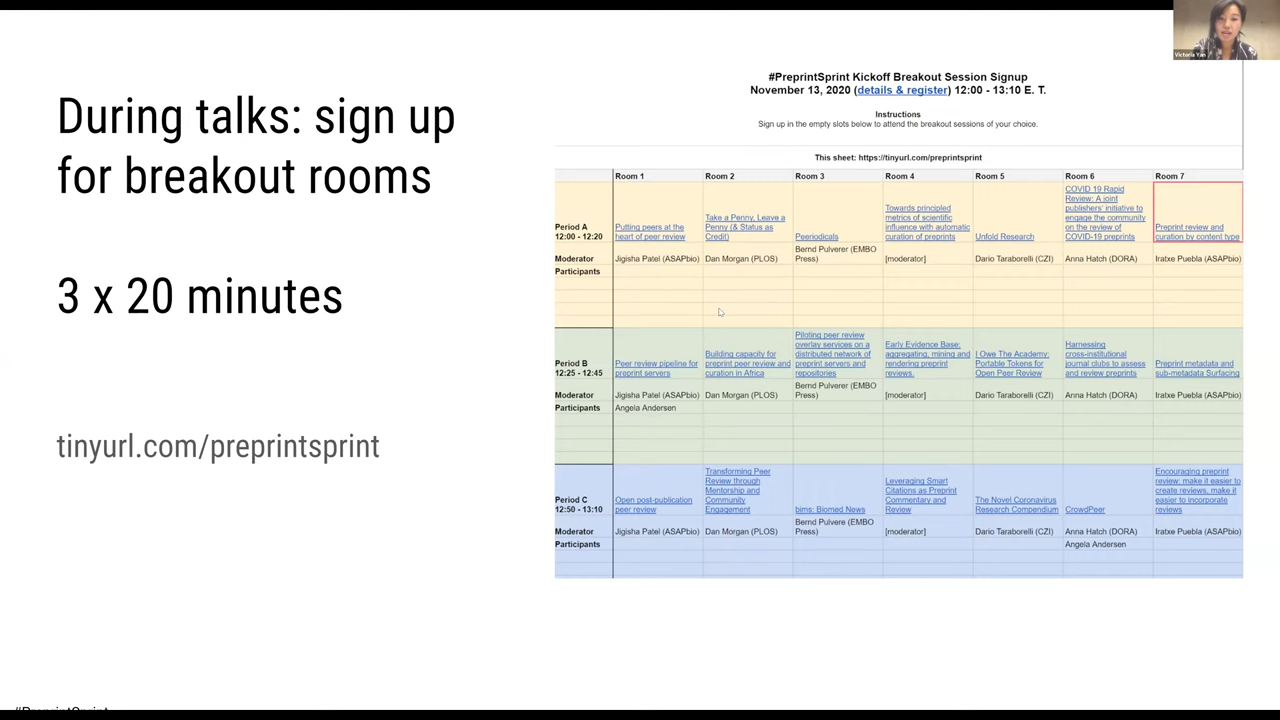 Victoria Yan
During talks: sign up
for breakout rooms
3 x 20 minutes
tinyurl.com/preprintsprint
#PreprintSprint Kickoff Breakout Session Signup
November 13, 2020 (details & register) 12:00 - 13:10 E. T.
Instructions
Sign up in the empty slots below to attend the breakout sessions of your choice.
This sheet: https://tinyurl.com/preprintsprint
Room 1 Room 2 Room 3 Room 4 Room 5 Room 6 Room 7
Period A
12:00 - 12:20
Putting peers at the
heart of peer review
Take a Penny, Leave a
Penny (& Status as
Credit)
Peeriodicals
Towards principled
metrics of scientific
influence with automatic
curation of preprints
Unfold Research
COVID 19 Rapid
Review: A joint
publishers' initiative to
engage the community
on the review of
COVID-19 preprints
Preprint review and
curation by content type
Moderator
Jigisha Patel (ASAPbio)
Dan Morgan (PLOS)
Bernd Pulverer (EMBO
Press)
[moderator]
Dario Taraborelli (CZI)
Anna Hatch (DORA)
Iratxe Puebla (ASAPbio)
Participants
Period B
12:25 - 12:45
Peer review pipeline for
preprint servers
Building capacity for
preprint peer review and
curation in Africa
Piloting peer review
overlay services on a
distributed network of
preprint servers and
repositories
Early Evidence Base:
aggregating, mining and
rendering preprint
reviews.
I Owe The Academy:
Portable Tokens for
Open Peer Review
Harnessing
cross-institutional
journal clubs to assess
and review preprints
Preprint metadata and
sub-metadata Surfacing
Moderator
Jigisha Patel (ASAPbio)
Dan Morgan (PLOS)
Bernd Pulverer (EMBO
Press)
[moderator]
Dario Taraborelli (CZI)
Anna Hatch (DORA)
Iratxe Puebla (ASAPbio)
Participants
Angela Andersen
Period C
12:50 - 13:10
Open post-publication
peer review
Transforming Peer
Review through
Mentorship and
Community
Engagement
bims: Biomed News
Leveraging Smart
Citations as Preprint
Commentary and
Review
The Novel Coronavirus
Research Compendium
CrowdPeer
Encouraging preprint
review: make it easier to
create reviews, make it
easier to incorporate
reviews
Moderator
Jigisha Patel (ASAPbio)
Dan Morgan (PLOS)
Bernd Pulvere (EMBO
Press)
[moderator]
Dario Taraborelli (CZI)
Anna Hatch (DORA)
Iratxe Puebla (ASAPbio)
Participants
Angela Andersen
#PreprintSprint